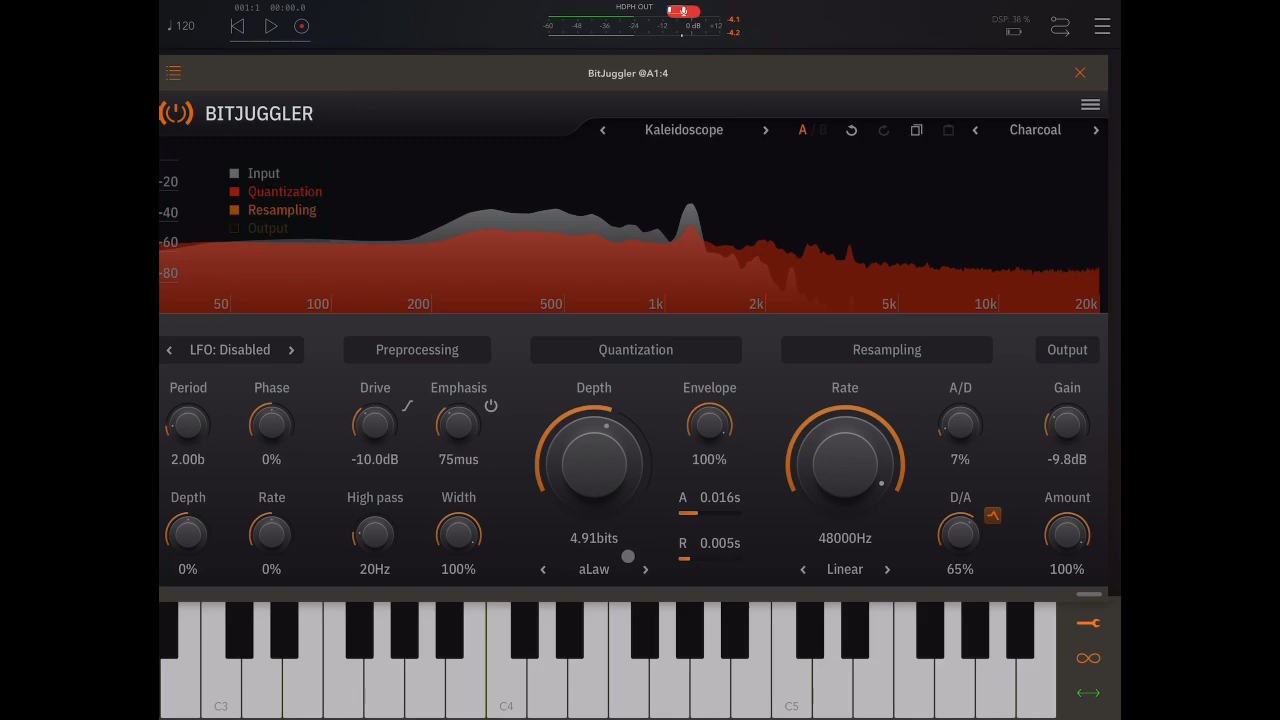 001:1 00:00.0
HDPH OUT
120
-60 -48 -36 -24 -12 0 dB +12
-4.1
-4.2
DSP: 38 %
BitJuggler @A1:4
BITJUGGLER
Kaleidoscope
A / B
Charcoal
Input
-20
Quantization
Resampling
-40
Output
-60
-80
50 100 200 500 1k 2k 5k 10k 20k
LFO: Disabled Preprocessing Quantization Resampling Output
Period Phase Drive Emphasis Depth Envelope Rate A/D Gain
2.00b 0% -10.0dB 75mus 100% 7% -9.8dB
Depth Rate High pass Width A 0.016s D/A Amount
4.91bits R 0.005s 48000Hz
0% 0% 20Hz 100% aLaw Linear 65% 100%
C3 C4 C5